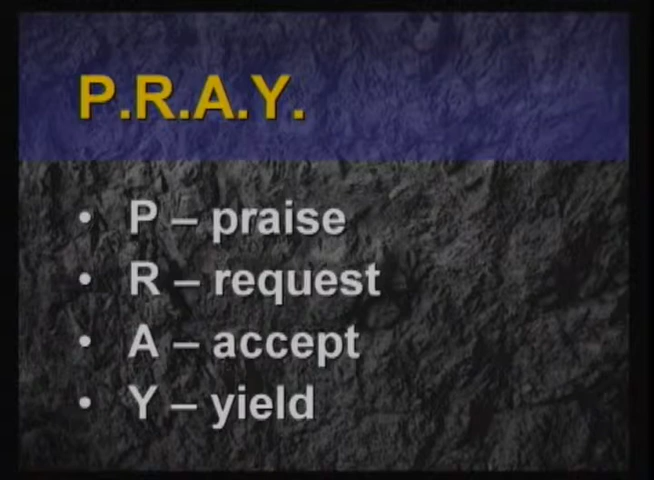 P.R.A.Y.
• P – praise
• R – request
• A – accept
• Y – yield